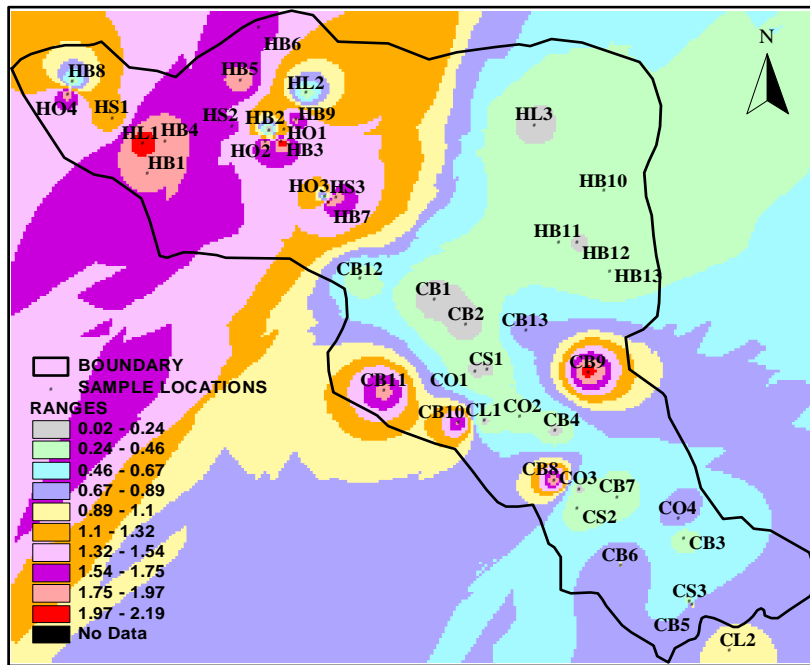 N
HB6
HB8
HB5
HL2
HO4
HS1
HS2
HB2
HB9
HL3
HL1
HB4
HO1
HO2
HB3
HB1
HO3
HS3
HB10
HB7
HB11
HB12
HB13
CB12
CB1
CB2
CB13
CS1
CB9
CO1
CB11
CB10
CL1
CO2
CB4
CB8
CO3
CB7
CO4
CS2
CB3
CB6
CS3
CB5
CL2
BOUNDARY
SAMPLE LOCATIONS
RANGES
0.02 - 0.24
0.24 - 0.46
0.46 - 0.67
0.67 - 0.89
0.89 - 1.1
1.1 - 1.32
1.32 - 1.54
1.54 - 1.75
1.75 - 1.97
1.97 - 2.19
No Data